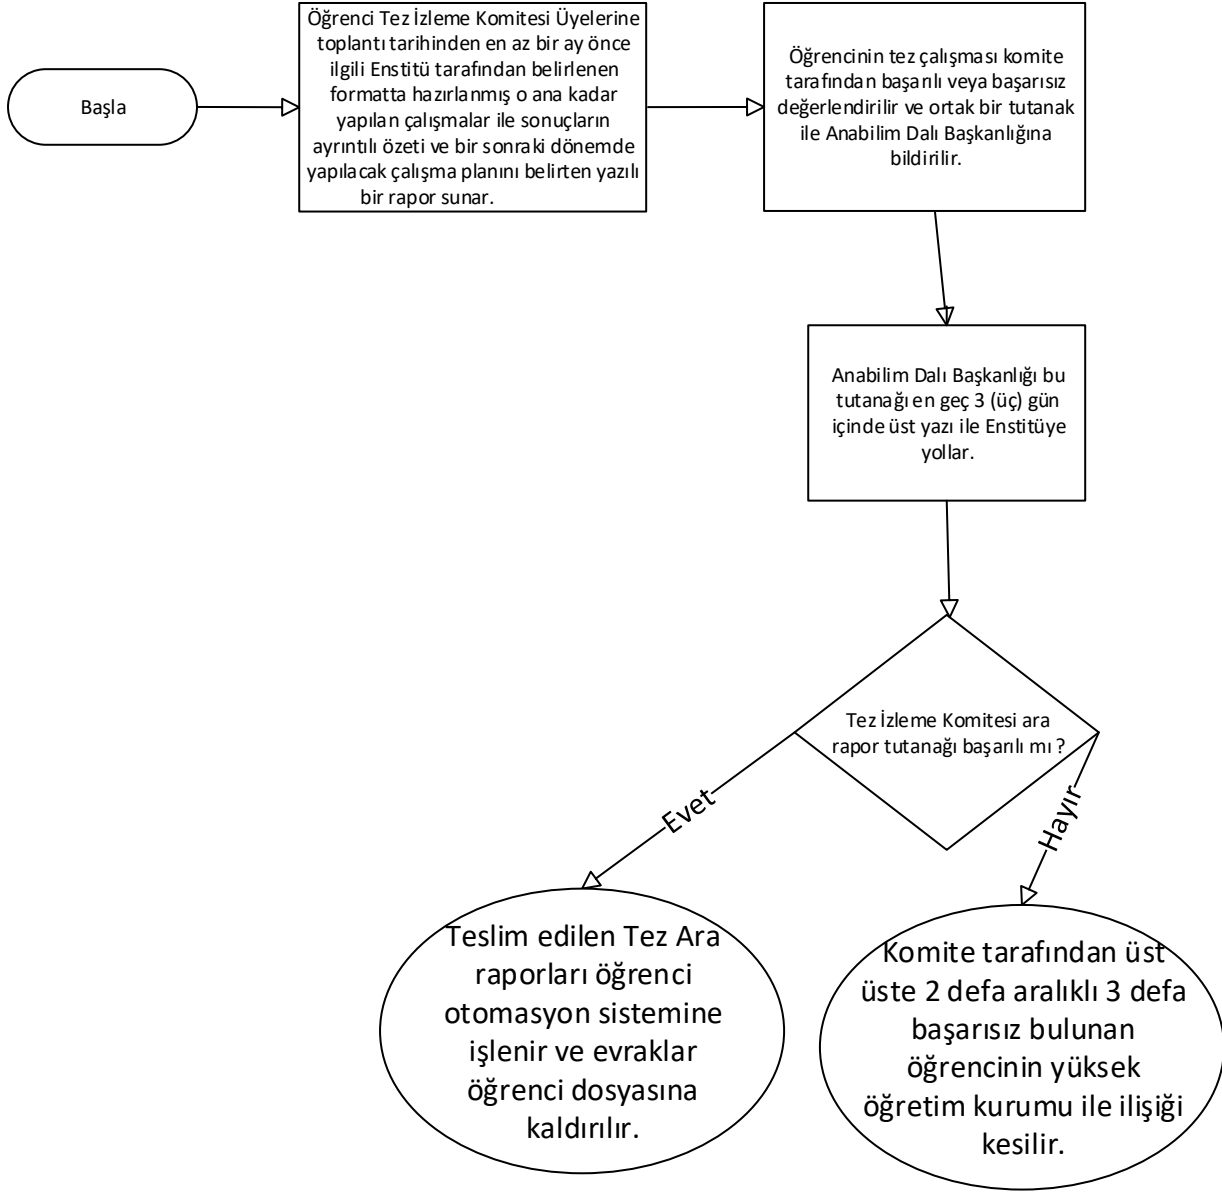 Başla
Öğrenci Tez İzleme Komitesi Üyelerine
toplantı tarihinden en az bir ay önce
ilgili Enstitü tarafından belirlenen
formatta hazırlanmış o ana kadar
yapılan çalışmalar ile sonuçların
ayrıntılı özeti ve bir sonraki dönemde
yapılacak çalışma planını belirten yazılı
bir rapor sunar.
Öğrencinin tez çalışması komite
tarafından başarılı veya başarısız
değerlendirilir ve ortak bir tutanak
ile Anabilim Dalı Başkanlığına
bildirilir.
Anabilim Dalı Başkanlığı bu
tutanağı en geç 3 (üç) gün
içinde üst yazı ile Enstitüye
yollar.
Tez İzleme Komitesi ara
rapor tutanağı başarılı mı ?
Evet
Hayır
Teslim edilen Tez Ara
raporları öğrenci
otomasyon sistemine
işlenir ve evraklar
öğrenci dosyasına
kaldırılır.
Komite tarafından üst
üste 2 defa aralıklı 3 defa
başarısız bulunan
öğrencinin yüksek
öğretim kurumu ile ilişiği
kesilir.